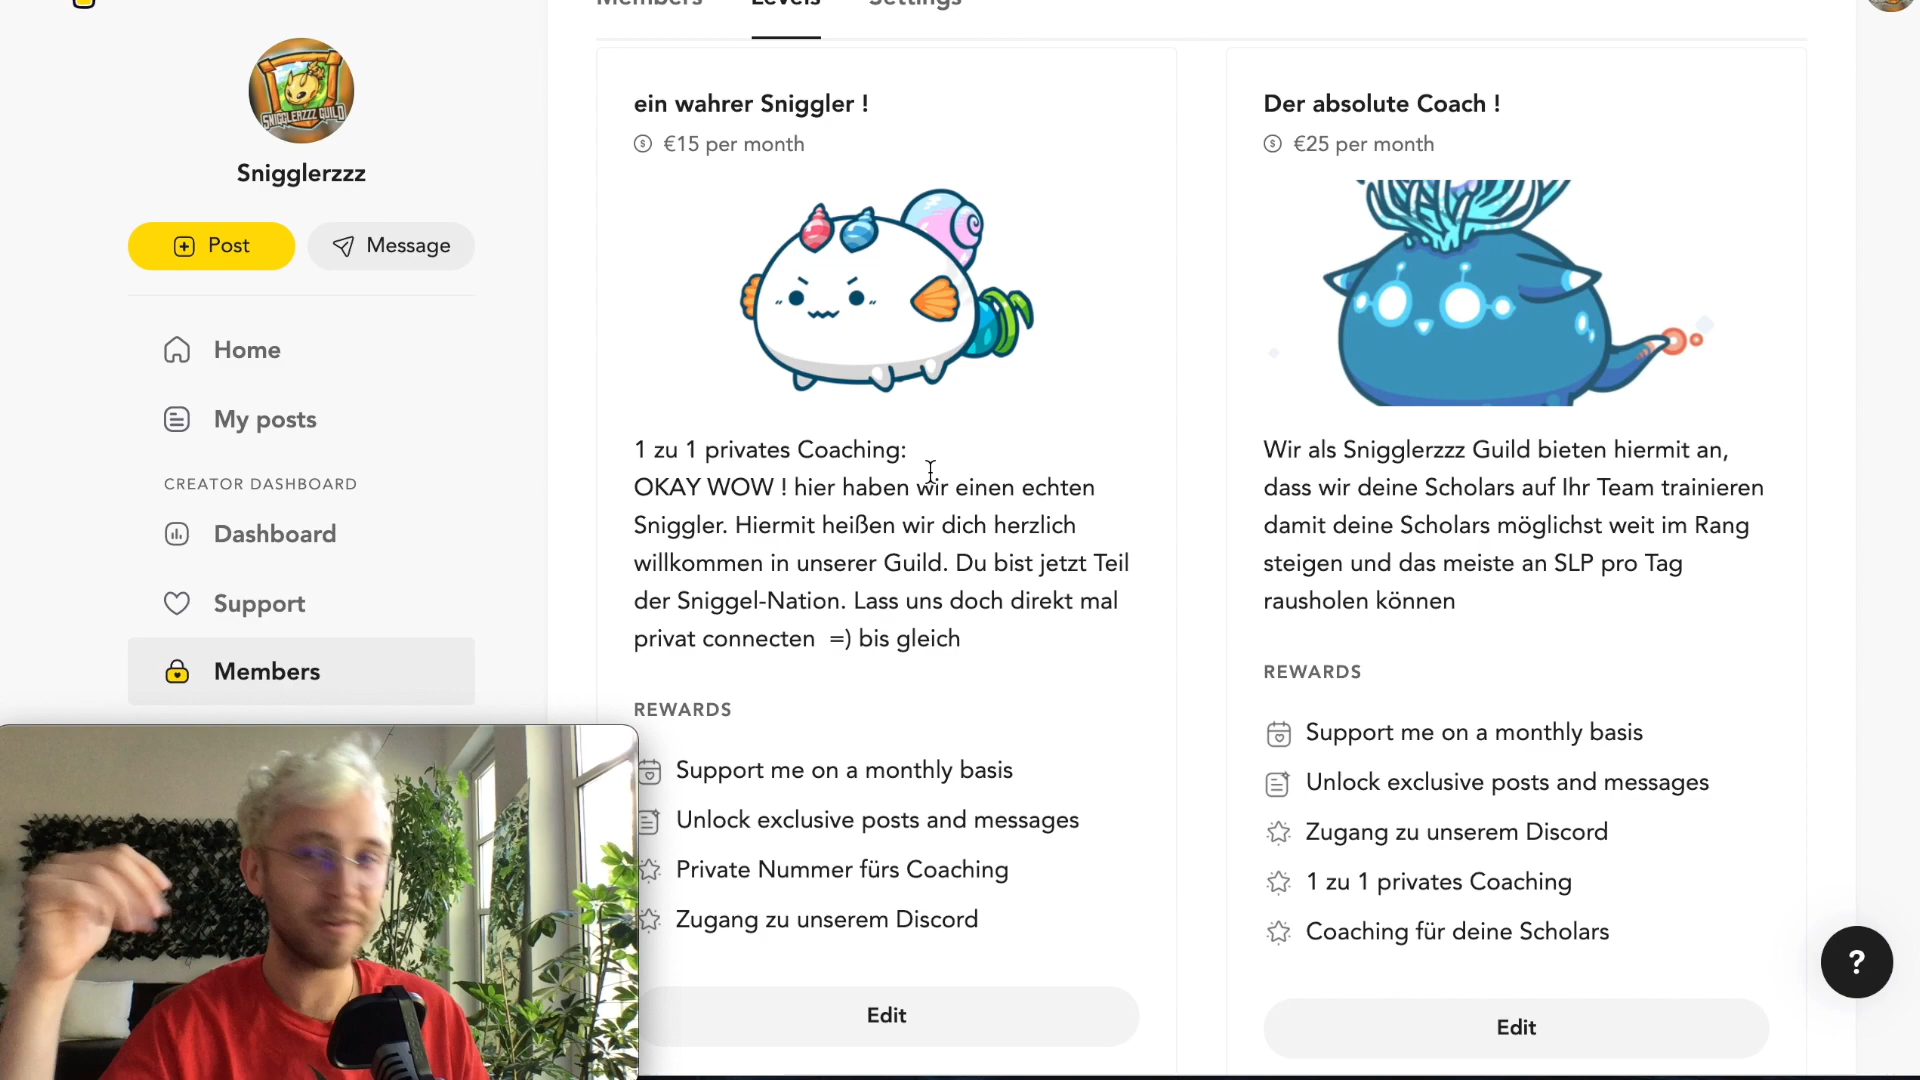 Members Levels Settings
SNIGGLERZZZ GUILD
Snigglerzzz
Post
Message
Home
My posts
CREATOR DASHBOARD
Dashboard
Support
Members
ein wahrer Sniggler !
€15 per month
1 zu 1 privates Coaching:
OKAY WOW ! hier haben wir einen echten
Sniggler. Hiermit heißen wir dich herzlich
willkommen in unserer Guild. Du bist jetzt Teil
der Sniggel-Nation. Lass uns doch direkt mal
privat connecten =) bis gleich
REWARDS
Support me on a monthly basis
Unlock exclusive posts and messages
Private Nummer fürs Coaching
Zugang zu unserem Discord
Edit
Der absolute Coach !
€25 per month
Wir als Snigglerzzz Guild bieten hiermit an,
dass wir deine Scholars auf Ihr Team trainieren
damit deine Scholars möglichst weit im Rang
steigen und das meiste an SLP pro Tag
rausholen können
REWARDS
Support me on a monthly basis
Unlock exclusive posts and messages
Zugang zu unserem Discord
1 zu 1 privates Coaching
Coaching für deine Scholars
Edit
?